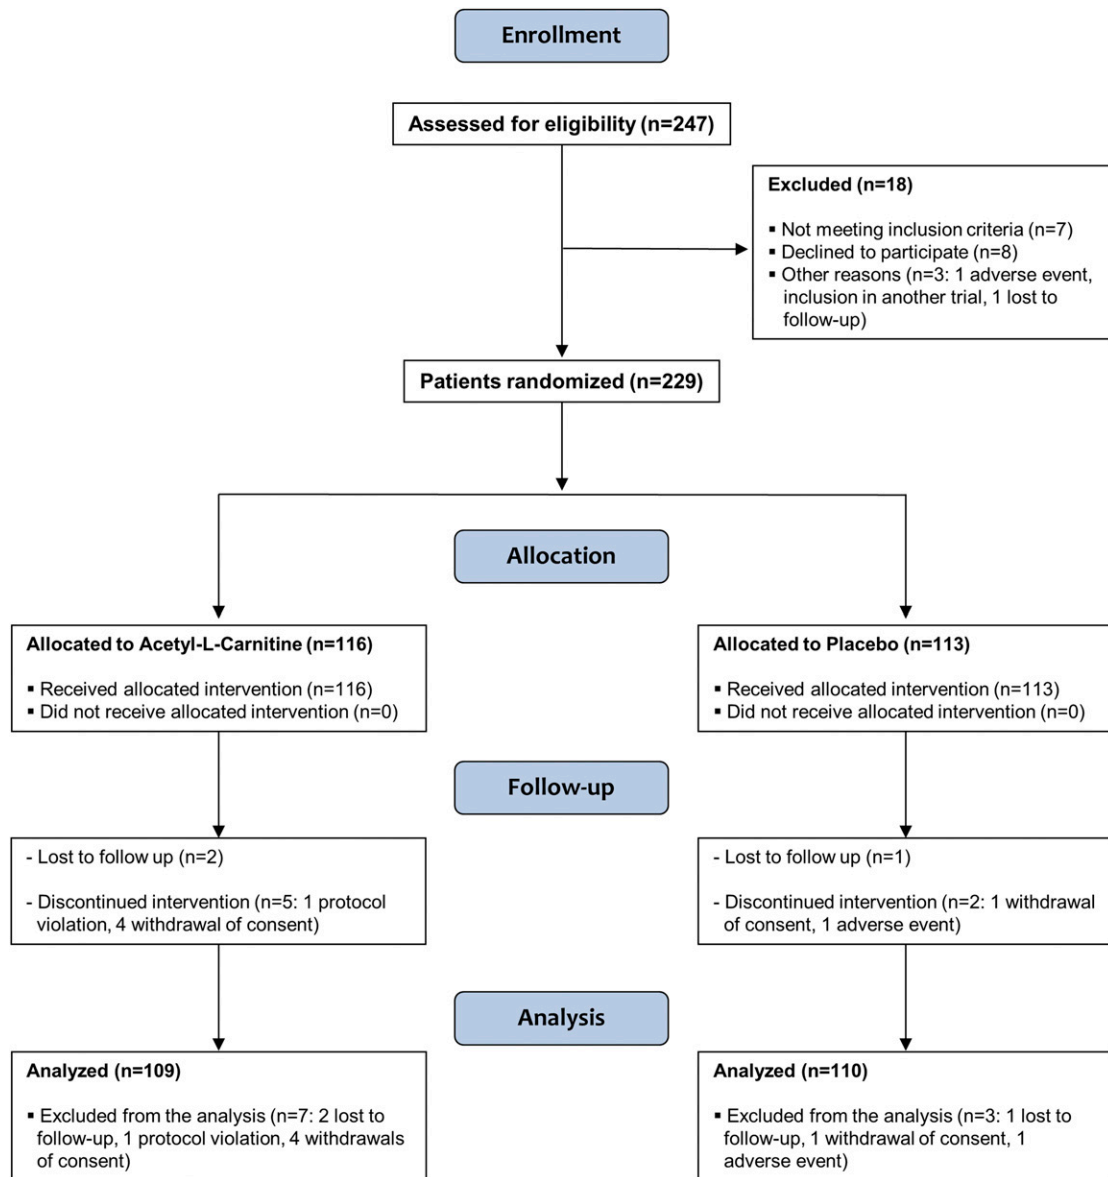 Enrollment
Assessed for eligibility (n=247)
Excluded (n=18)
▪ Not meeting inclusion criteria (n=7)
▪ Declined to participate (n=8)
▪ Other reasons (n=3: 1 adverse event,
inclusion in another trial, 1 lost to
follow-up)
Patients randomized (n=229)
Allocation
Allocated to Acetyl-L-Carnitine (n=116)
▪ Received allocated intervention (n=116)
▪ Did not receive allocated intervention (n=0)
Allocated to Placebo (n=113)
▪ Received allocated intervention (n=113)
▪ Did not receive allocated intervention (n=0)
Follow-up
- Lost to follow up (n=2)
- Discontinued intervention (n=5: 1 protocol
violation, 4 withdrawal of consent)
- Lost to follow up (n=1)
- Discontinued intervention (n=2: 1 withdrawal
of consent, 1 adverse event)
Analysis
Analyzed (n=109)
▪ Excluded from the analysis (n=7: 2 lost to
follow-up, 1 protocol violation, 4 withdrawals
of consent)
Analyzed (n=110)
▪ Excluded from the analysis (n=3: 1 lost to
follow-up, 1 withdrawal of consent, 1
adverse event)